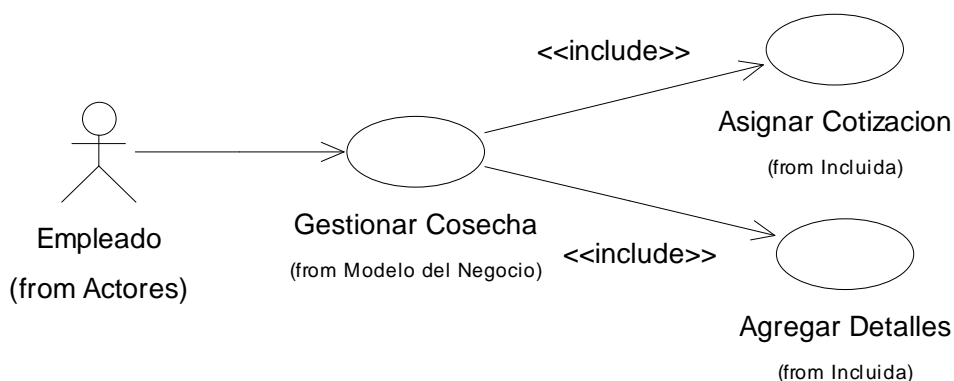 <<include>>
Asignar Cotizacion
(from Incluida)
Empleado
(from Actores)
Gestionar Cosecha
(from Modelo del Negocio)
<<include>>
Agregar Detalles
(from Incluida)